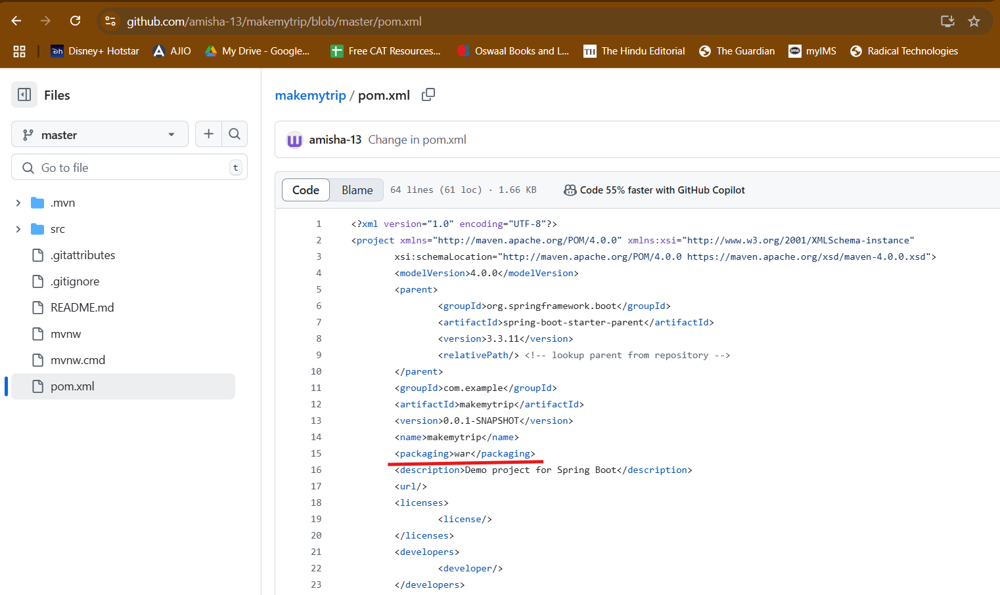 github.com/amisha-13/makemytrip/blob/master/pom.xml
Disney+ Hotstar AJIO My Drive - Google... Free CAT Resources... Oswaal Books and L... TH The Hindu Editorial The Guardian ims myIMS Radical Technologies
Files
master
Go to file t
.mvn
src
.gitattributes
.gitignore
README.md
mvnw
mvnw.cmd
pom.xml
makemytrip / pom.xml
amisha-13 Change in pom.xml
Code Blame 64 lines (61 loc) · 1.66 KB Code 55% faster with GitHub Copilot
1 <?xml version="1.0" encoding="UTF-8"?>
2 <project xmlns="http://maven.apache.org/POM/4.0.0" xmlns:xsi="http://www.w3.org/2001/XMLSchema-instance"
3 xsi:schemaLocation="http://maven.apache.org/POM/4.0.0 https://maven.apache.org/xsd/maven-4.0.0.xsd">
4 <modelVersion>4.0.0</modelVersion>
5 <parent>
6 <groupId>org.springframework.boot</groupId>
7 <artifactId>spring-boot-starter-parent</artifactId>
8 <version>3.3.11</version>
9 <relativePath/> <!-- lookup parent from repository -->
10 </parent>
11 <groupId>com.example</groupId>
12 <artifactId>makemytrip</artifactId>
13 <version>0.0.1-SNAPSHOT</version>
14 <name>makemytrip</name>
15 <packaging>war</packaging>
16 <description>Demo project for Spring Boot</description>
17 <url/>
18 <licenses>
19 <license/>
20 </licenses>
21 <developers>
22 <developer/>
23 </developers>